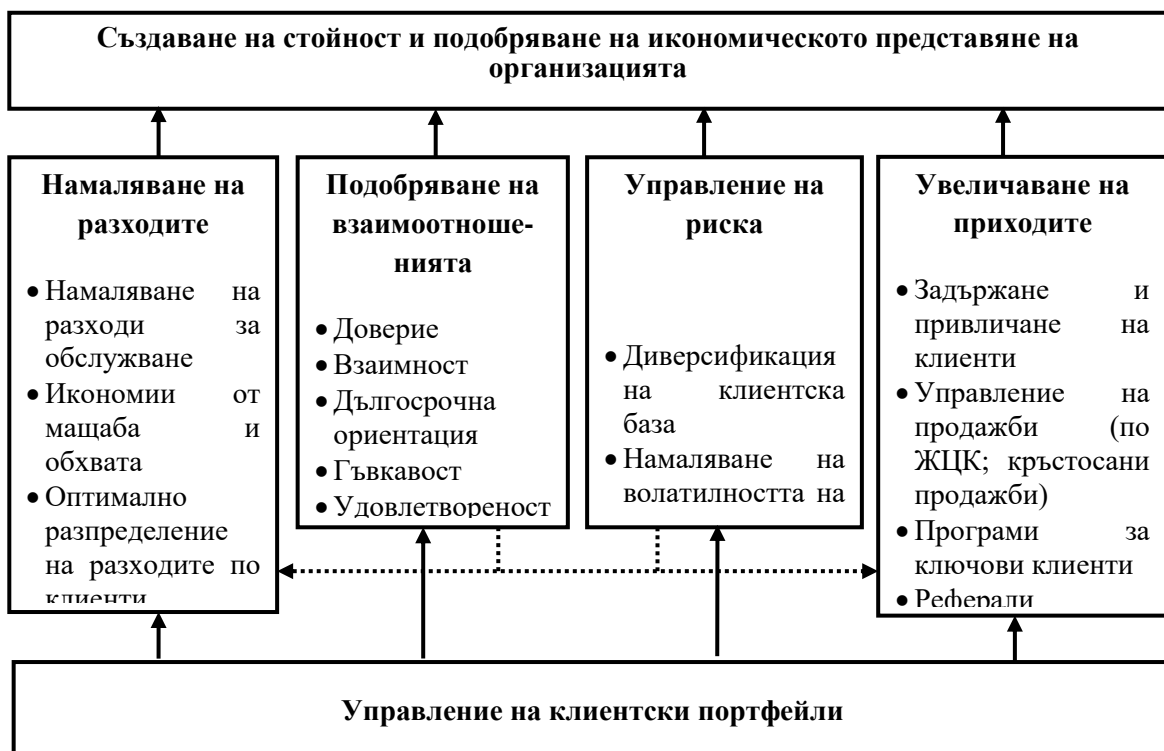 Създаване на стойност и подобряване на икономическото представяне на
организацията
Намаляване на
разходите
• Намаляване на
разходи за
обслужване
• Икономии от
мащаба и
обхвата
• Оптимално
разпределение
на разходите по
клиенти
Подобряване на
взаимоотноше-
нията
• Доверие
• Взаимност
• Дългосрочна
ориентация
• Гъвкавост
• Удовлетвореност
Управление на
риска
• Диверсификация
на клиентска
база
• Намаляване на
волатилността на
Увеличаване на
приходите
• Задържане и
привличане на
клиенти
• Управление на
продажби (по
ЖЦК; кръстосани
продажби)
• Програми за
ключови клиенти
• Реферали
Управление на клиентски портфейли